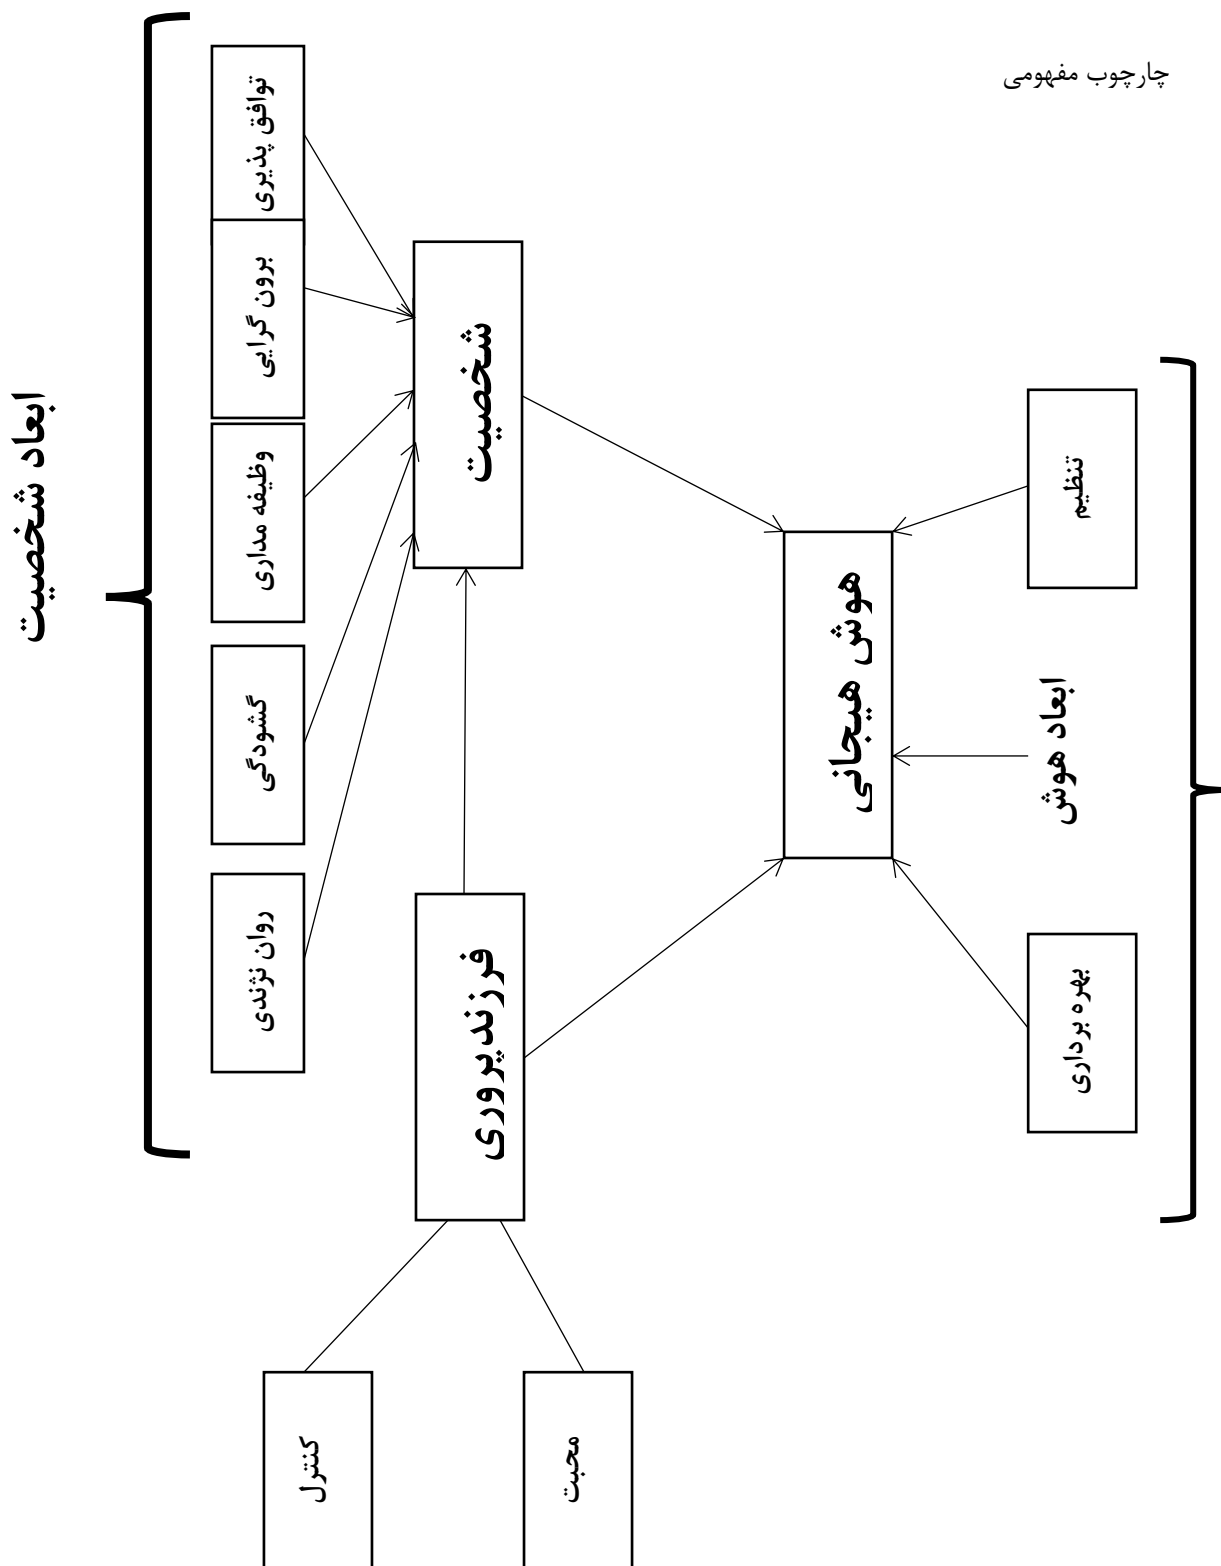 چارچوب مفهومی
ابعاد شخصیت
توافق پذیری
برون گرایی
وظیفه مداری
گشودگی
روان نژندی
شخصیت
فرزندپروری
هوش هیجانی
تنظیم
ابعاد هوش
بهره برداری
کنترل
محبت